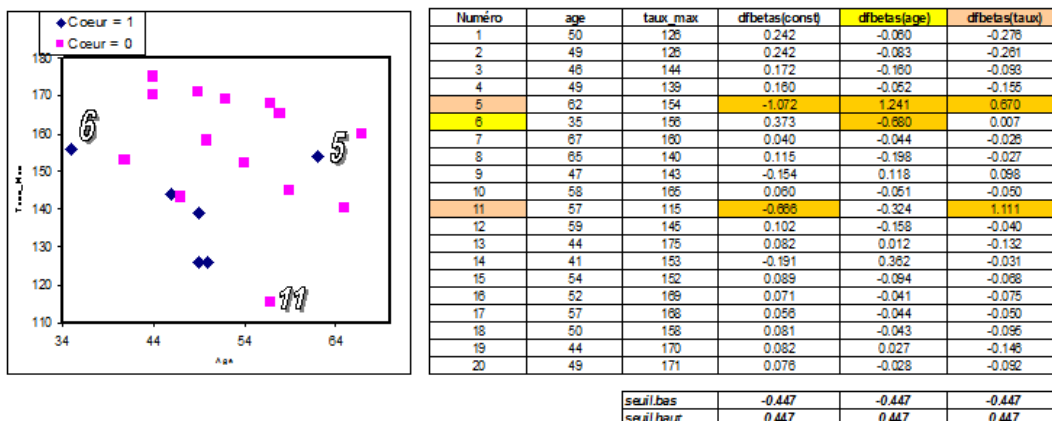 Coeur = 1
Coeur = 0
180
170
160
150
140
130
120
110
34 44 54 64
Age
6
5
11
Numéro age taux_max dfbetas(const) dfbetas(age) dfbetas(taux)
1 50 126 0.242 -0.060 -0.276
2 49 126 0.242 -0.083 -0.261
3 46 144 0.172 -0.160 -0.093
4 49 139 0.160 -0.052 -0.155
5 62 154 -1.072 1.241 0.670
6 35 156 0.373 -0.680 0.007
7 67 160 0.040 -0.044 -0.026
8 65 140 0.115 -0.198 -0.027
9 47 143 -0.154 0.118 0.098
10 58 165 0.060 -0.051 -0.050
11 57 115 -0.666 -0.324 1.111
12 59 145 0.102 -0.158 -0.040
13 44 175 0.082 0.012 -0.132
14 41 153 -0.191 0.362 -0.031
15 54 152 0.089 -0.094 -0.068
16 52 169 0.071 -0.041 -0.075
17 57 168 0.056 -0.044 -0.050
18 50 158 0.081 -0.043 -0.095
19 44 170 0.082 0.027 -0.146
20 49 171 0.076 -0.028 -0.092
seuil.bas -0.447 -0.447 -0.447
seuil.haut 0.447 0.447 0.447